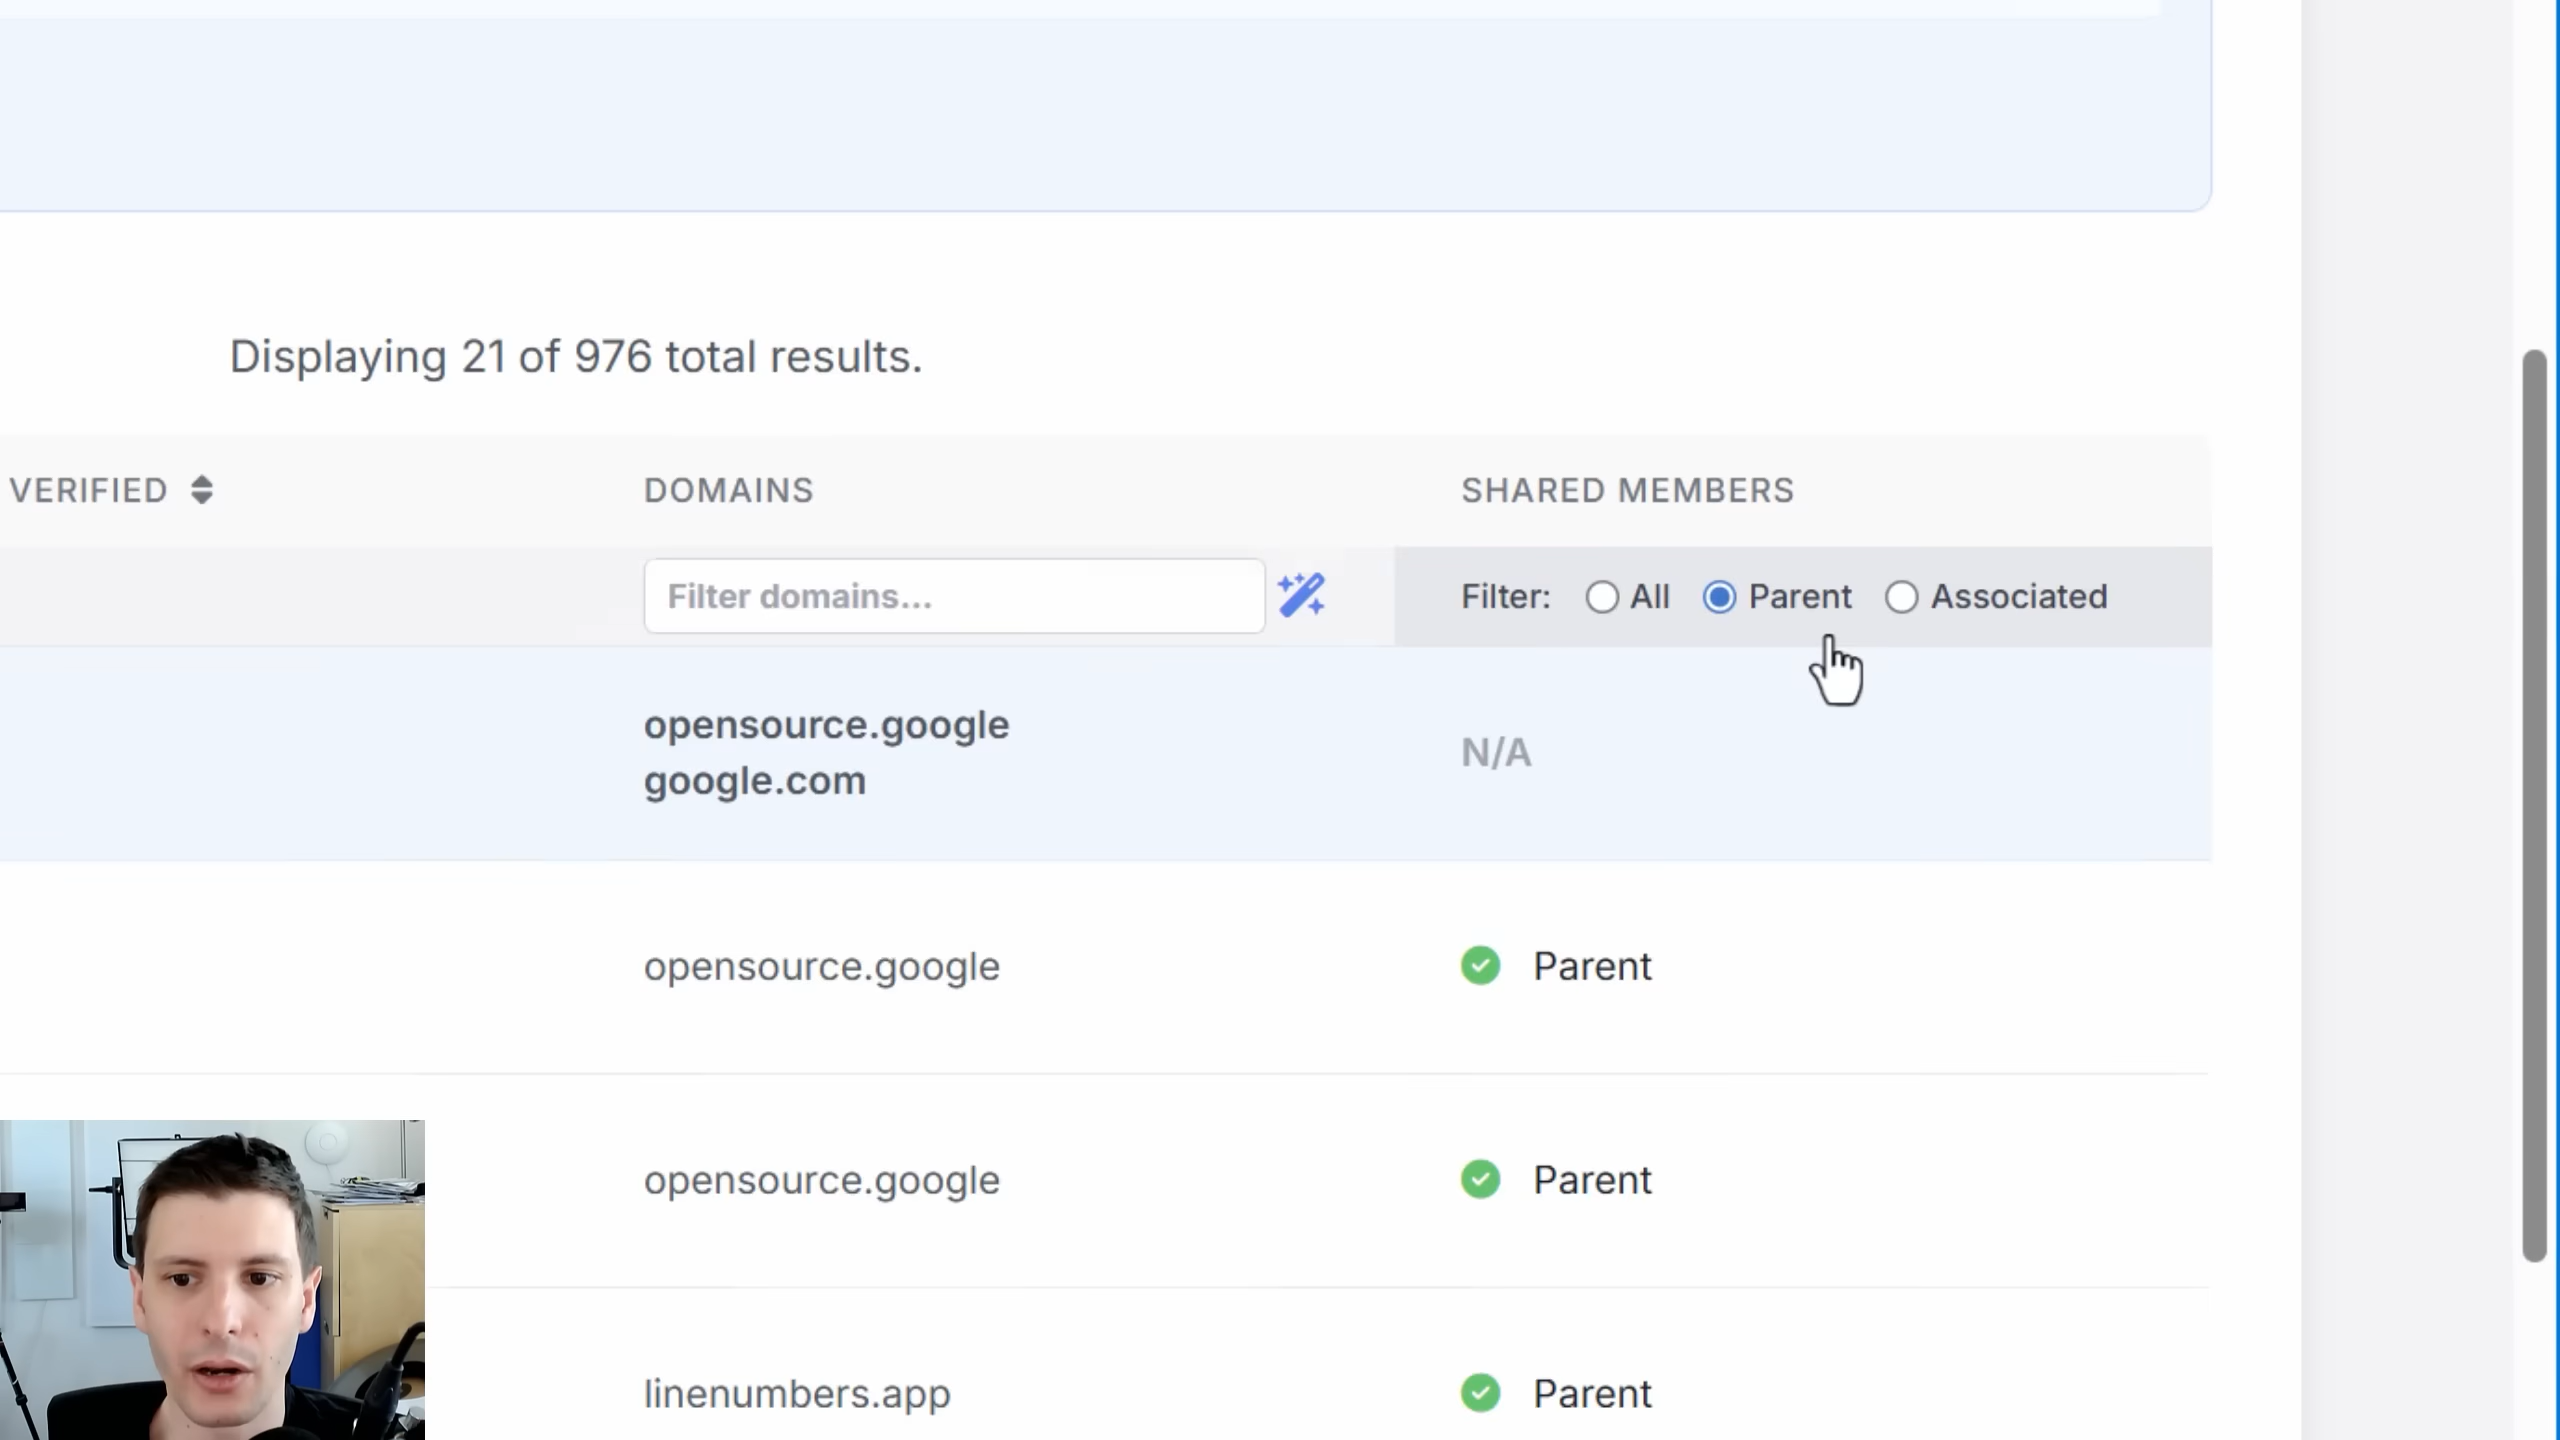 Displaying 21 of 976 total results.
VERIFIED DOMAINS SHARED MEMBERS
Filter domains... Filter: All Parent Associated
opensource.google
google.com
N/A
opensource.google Parent
opensource.google Parent
linenumbers.app Parent